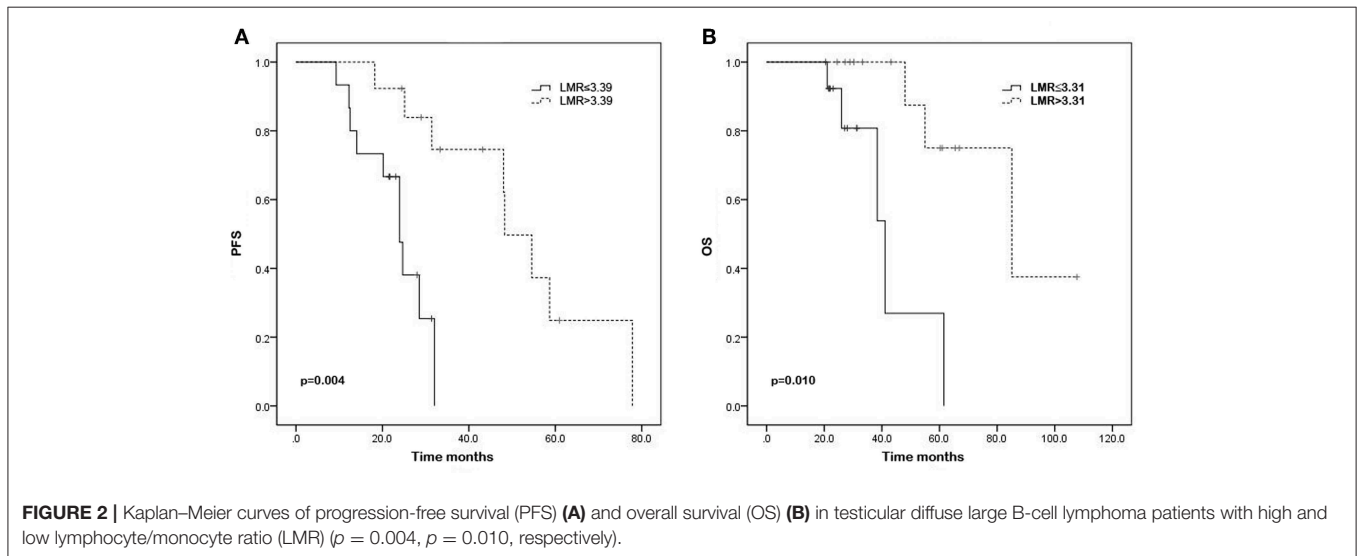 A
B
1.0
0.8
0.6
0.4
0.2
0.0
PFS
LMR≤3.39
LMR>3.39
p=0.004
.0 20.0 40.0 60.0 80.0
Time months
1.0
0.8
0.6
0.4
0.2
0.0
OS
LMR≤3.31
LMR>3.31
p=0.010
.0 20.0 40.0 60.0 80.0 100.0 120.0
Time months
FIGURE 2 | Kaplan–Meier curves of progression-free survival (PFS) (A) and overall survival (OS) (B) in testicular diffuse large B-cell lymphoma patients with high and
low lymphocyte/monocyte ratio (LMR) (p = 0.004, p = 0.010, respectively).